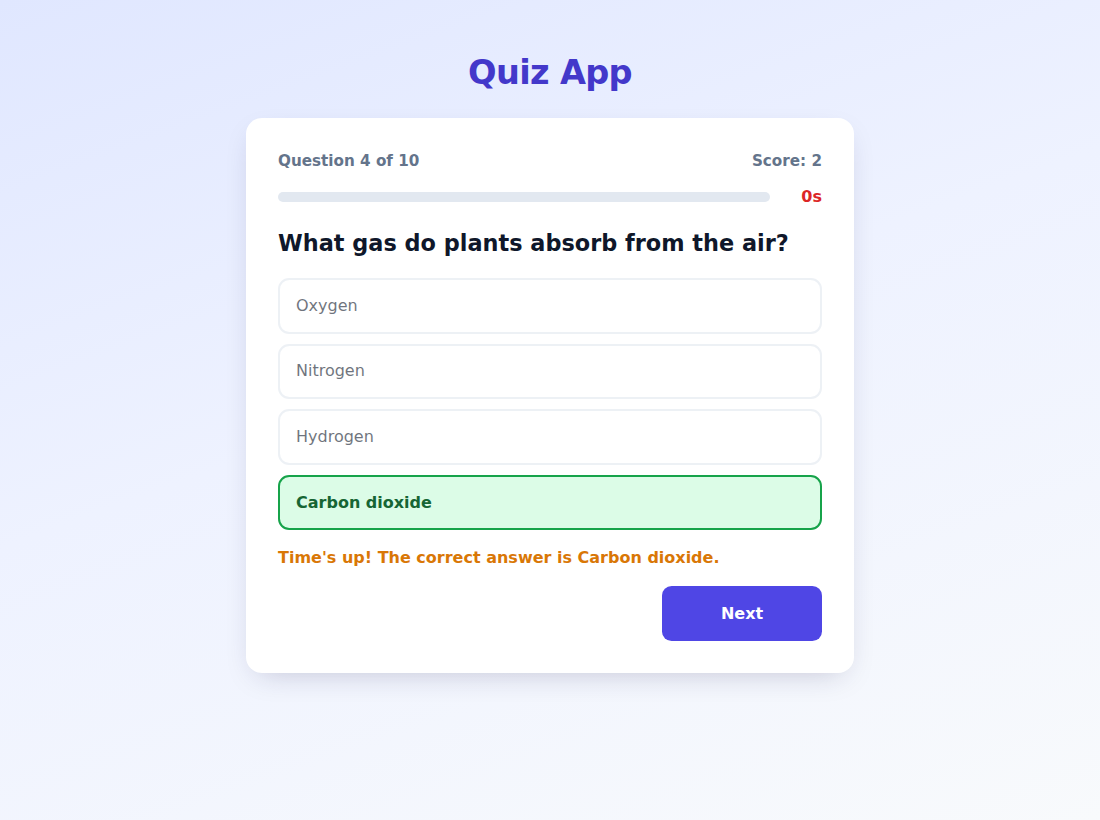 Quiz App
Question 4 of 10
Score: 2
0s
What gas do plants absorb from the air?
Oxygen
Nitrogen
Hydrogen
Carbon dioxide
Time's up! The correct answer is Carbon dioxide.
Next